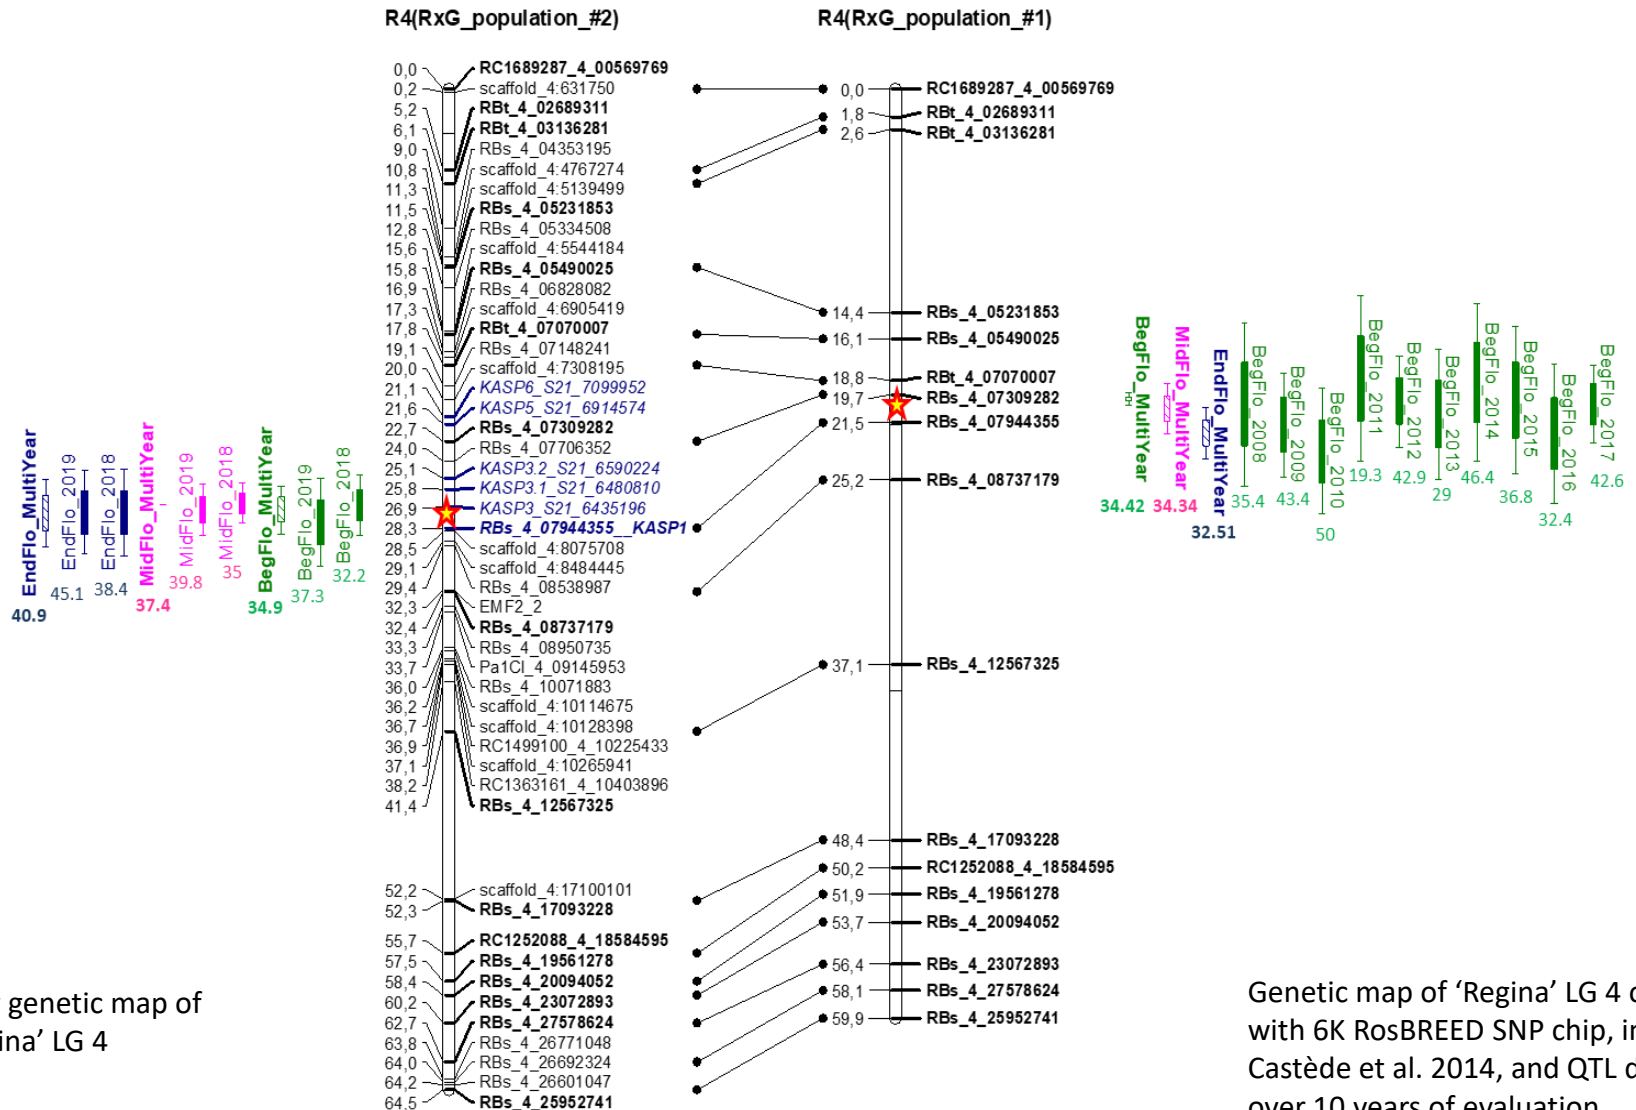 R4(RxG_population_#2)
0,0 RC1689287_4_00569769
0,2 scaffold_4:631750
5,2 RBt_4_02689311
6,1 RBt_4_03136281
9,0 RBs_4_04353195
10,8 scaffold_4:4767274
11,3 scaffold_4:5139499
11,5 RBs_4_05231853
12,8 RBs_4_05334508
15,6 scaffold_4:5544184
15,8 RBs_4_05490025
16,9 RBs_4_06828082
17,3 scaffold_4:6905419
17,8 RBt_4_07070007
19,1 RBs_4_07148241
20,0 scaffold_4:7308195
21,1 KASP6_S21_7099952
21,6 KASP5_S21_6914574
22,7 RBs_4_07309282
24,0 RBs_4_07706352
25,1 KASP3.2_S21_6590224
25,8 KASP3.1_S21_6480810
26,9 KASP3_S21_6435196
28,3 RBs_4_07944355__KASP1
28,5 scaffold_4:8075708
29,1 scaffold_4:8484445
29,4 RBs_4_08538987
32,3 EMF2_2
32,4 RBs_4_08737179
33,3 RBs_4_08950735
33,7 Pa1Cl_4_09145953
36,0 RBs_4_10071883
36,2 scaffold_4:10114675
36,7 scaffold_4:10128398
36,9 RC1499100_4_10225433
37,1 scaffold_4:10265941
38,2 RC1363161_4_10403896
41,4 RBs_4_12567325
52,2 scaffold_4:17100101
52,3 RBs_4_17093228
55,7 RC1252088_4_18584595
57,5 RBs_4_19561278
58,4 RBs_4_20094052
60,2 RBs_4_23072893
62,7 RBs_4_27578624
63,8 RBs_4_26771048
64,0 RBs_4_26692324
64,2 RBs_4_26601047
64,5 RBs_4_25952741
EndFlo_MultiYear
40.9
EndFlo_2019
45.1
EndFlo_2018
38.4
MidFlo_MultiYear
37.4
MidFlo_2019
39.8
MidFlo_2018
35
BegFlo_MultiYear
34.9
BegFlo_2019
37.3
BegFlo_2018
32.2
R4(RxG_population_#1)
0,0 RC1689287_4_00569769
1,8 RBt_4_02689311
2,6 RBt_4_03136281
14,4 RBs_4_05231853
16,1 RBs_4_05490025
18,8 RBt_4_07070007
19,7 RBs_4_07309282
21,5 RBs_4_07944355
25,2 RBs_4_08737179
37,1 RBs_4_12567325
48,4 RBs_4_17093228
50,2 RC1252088_4_18584595
51,9 RBs_4_19561278
53,7 RBs_4_20094052
56,4 RBs_4_23072893
58,1 RBs_4_27578624
59,9 RBs_4_25952741
BegFlo_MultiYear
34.42
MidFlo_MultiYear
34.34
EndFlo_MultiYear
32.51
BegFlo_2008
35.4
BegFlo_2009
43.4
BegFlo_2010
50
BegFlo_2011
19.3
BegFlo_2012
42.9
BegFlo_2013
29
BegFlo_2014
46.4
BegFlo_2015
36.8
BegFlo_2016
32.4
BegFlo_2017
42.6
genetic map of
ina’ LG 4
Genetic map of ‘Regina’ LG 4
with 6K RosBREED SNP chip,
Castède et al. 2014, and QTL
over 10 years of evaluation